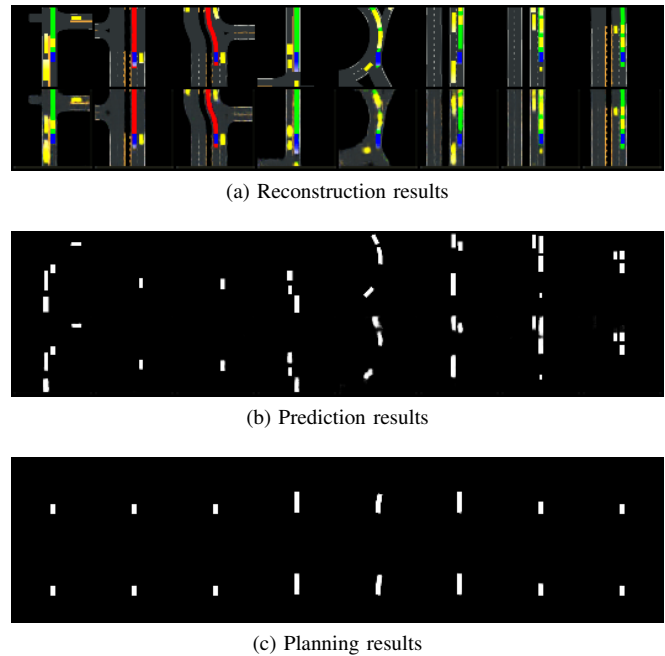 (a) Reconstruction results
(b) Prediction results
(c) Planning results